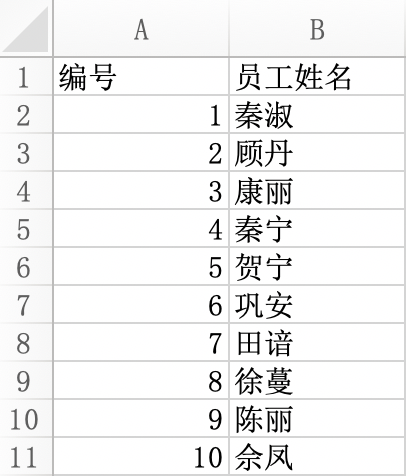 A B
1 编号 员工姓名
2 1 秦淑
3 2 顾丹
4 3 康丽
5 4 秦宁
6 5 贺宁
7 6 巩安
8 7 田谙
9 8 徐蔓
10 9 陈丽
11 10 佘凤